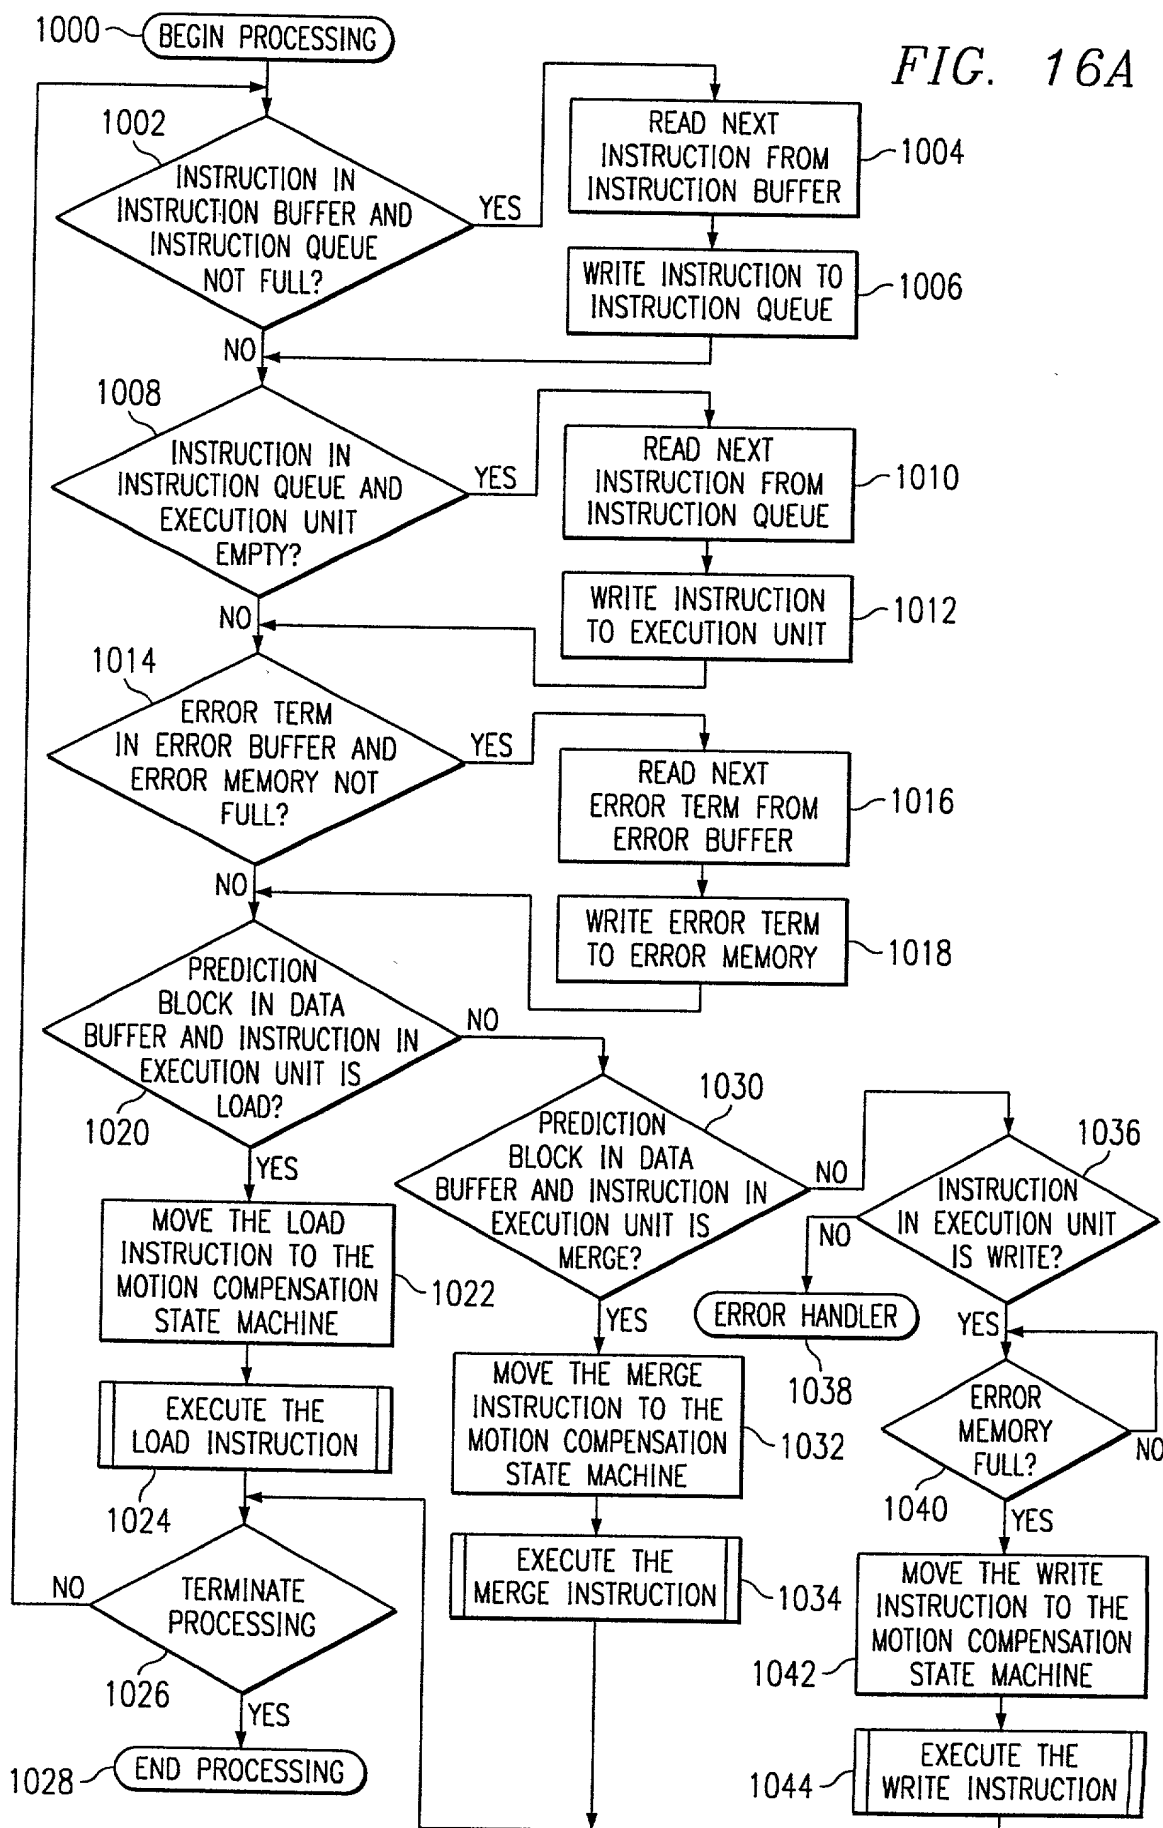 FIG. 16A
1000
BEGIN PROCESSING
1002
INSTRUCTION IN
INSTRUCTION BUFFER AND
INSTRUCTION QUEUE
NOT FULL?
YES
READ NEXT
INSTRUCTION FROM
INSTRUCTION BUFFER
1004
WRITE INSTRUCTION TO
INSTRUCTION QUEUE
1006
NO
1008
INSTRUCTION IN
INSTRUCTION QUEUE AND
EXECUTION UNIT
EMPTY?
YES
READ NEXT
INSTRUCTION FROM
INSTRUCTION QUEUE
1010
WRITE INSTRUCTION
TO EXECUTION UNIT
1012
NO
1014
ERROR TERM
IN ERROR BUFFER AND
ERROR MEMORY NOT
FULL?
YES
READ NEXT
ERROR TERM FROM
ERROR BUFFER
1016
WRITE ERROR TERM
TO ERROR MEMORY
1018
NO
PREDICTION
BLOCK IN DATA
BUFFER AND INSTRUCTION IN
EXECUTION UNIT IS
LOAD?
1020
NO
YES
MOVE THE LOAD
INSTRUCTION TO THE
MOTION COMPENSATION
STATE MACHINE
1022
EXECUTE THE
LOAD INSTRUCTION
1024
TERMINATE
PROCESSING
1026
NO
YES
END PROCESSING
1028
1030
PREDICTION
BLOCK IN DATA
BUFFER AND INSTRUCTION IN
EXECUTION UNIT IS
MERGE?
NO
YES
MOVE THE MERGE
INSTRUCTION TO THE
MOTION COMPENSATION
STATE MACHINE
1032
EXECUTE THE
MERGE INSTRUCTION
1034
1036
INSTRUCTION
IN EXECUTION UNIT
IS WRITE?
NO
ERROR HANDLER
1038
YES
ERROR
MEMORY
FULL?
1040
NO
YES
MOVE THE WRITE
INSTRUCTION TO THE
MOTION COMPENSATION
STATE MACHINE
1042
EXECUTE THE
WRITE INSTRUCTION
1044